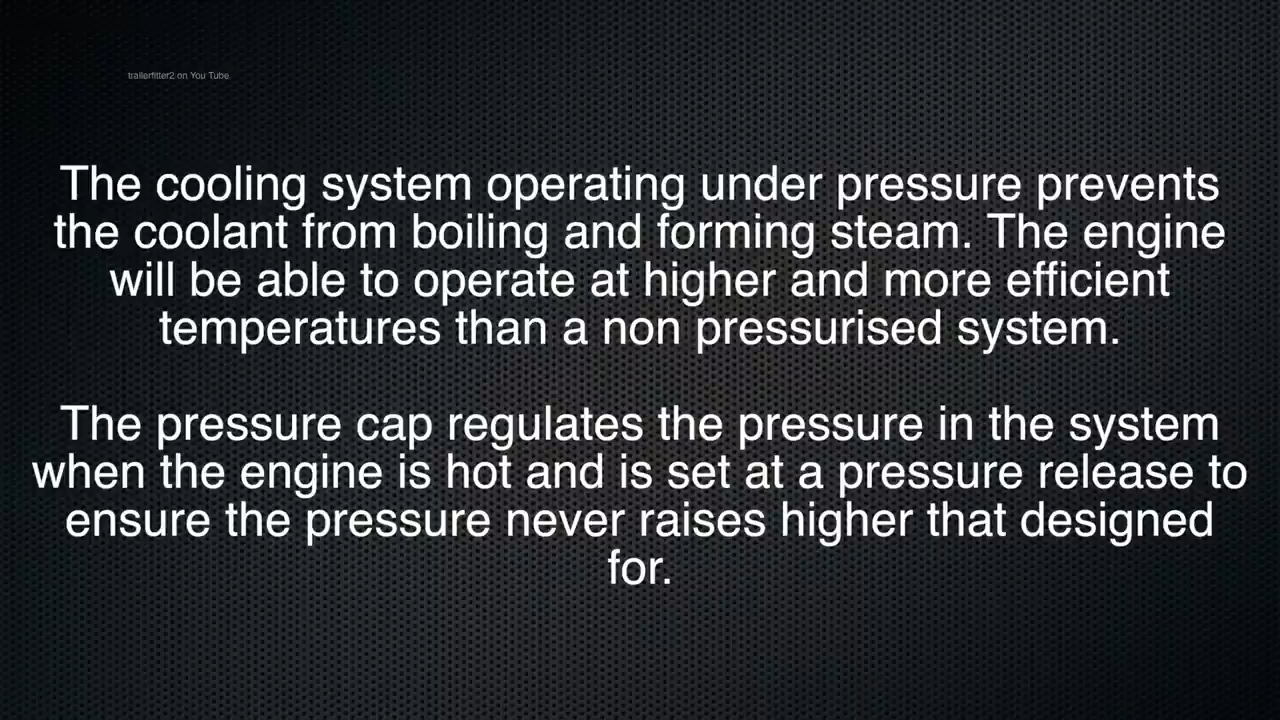 trailerfitter2 on You Tube
The cooling system operating under pressure prevents
the coolant from boiling and forming steam. The engine
will be able to operate at higher and more efficient
temperatures than a non pressurised system.
The pressure cap regulates the pressure in the system
when the engine is hot and is set at a pressure release to
ensure the pressure never raises higher that designed
for.